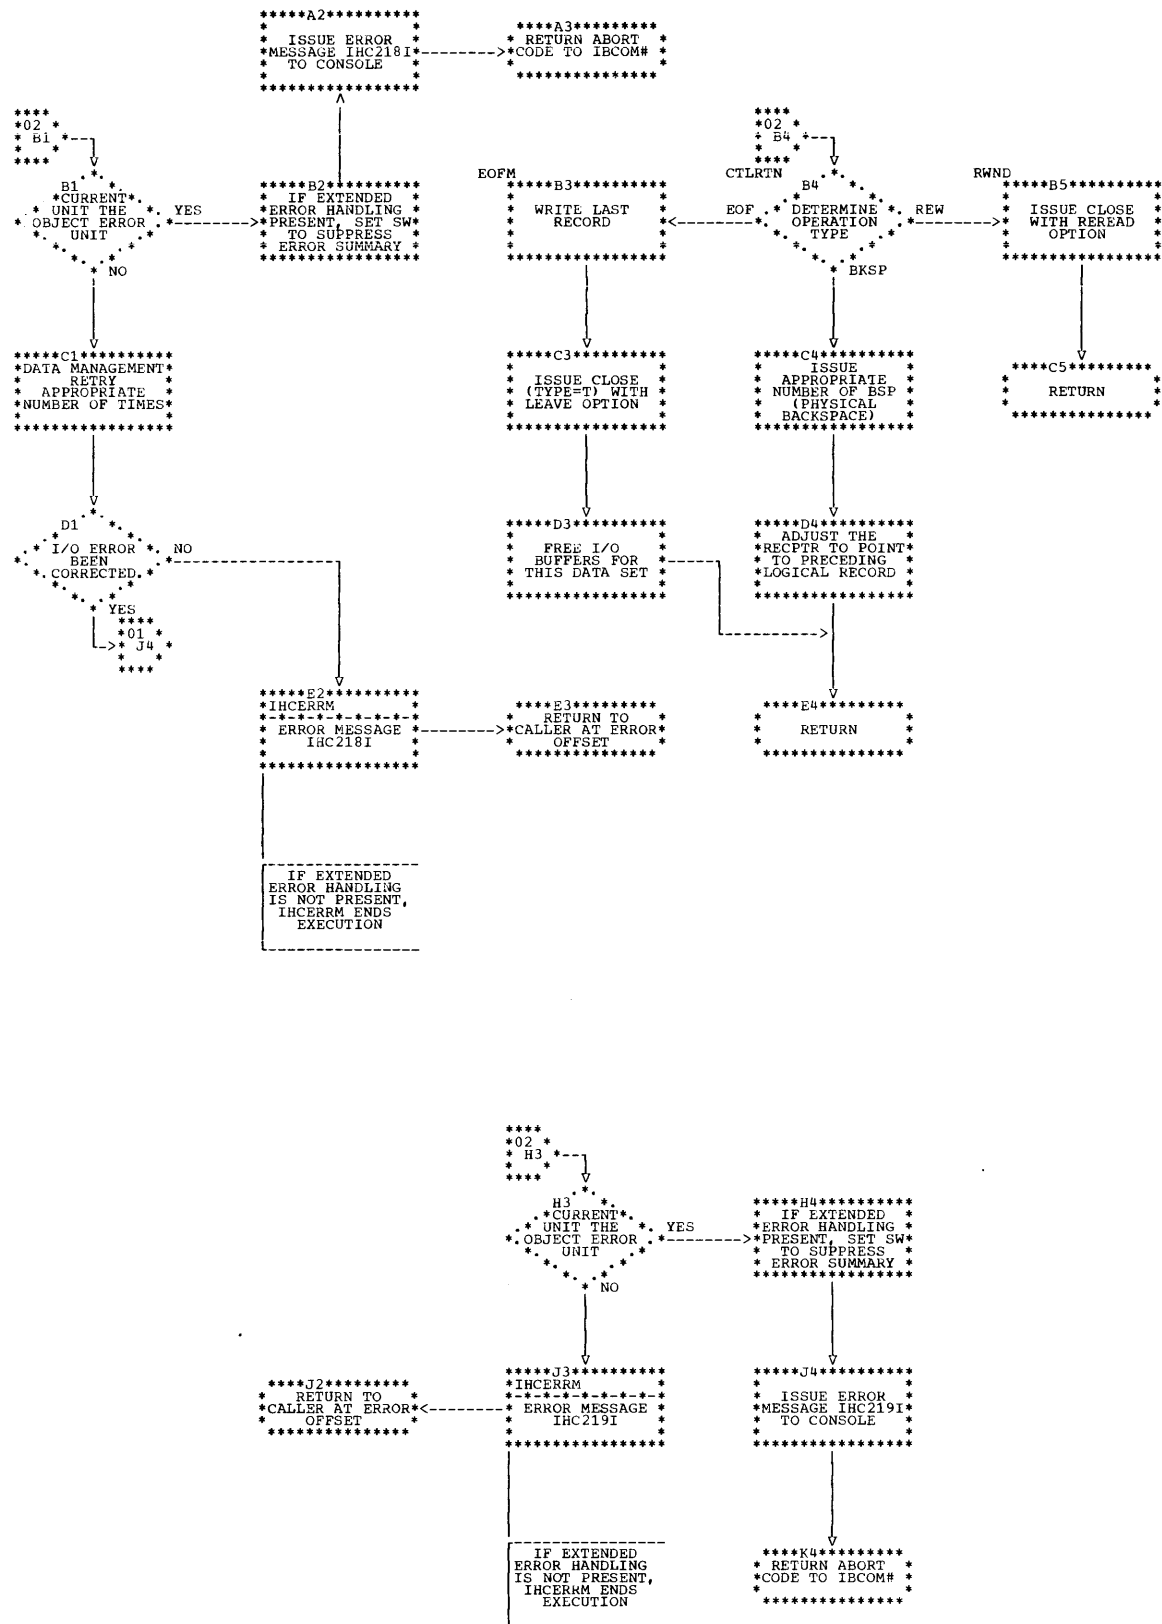 A2
ISSUE ERROR
MESSAGE IHC218I
TO CONSOLE
A3
RETURN ABORT
CODE TO IBCOM#
02
B1
B1
CURRENT
UNIT THE
OBJECT ERROR
UNIT
YES
NO
B2
IF EXTENDED
ERROR HANDLING
PRESENT, SET SW
TO SUPPRESS
ERROR SUMMARY
EOFM
B3
WRITE LAST
RECORD
EOF
02
B4
CTLRTN
B4
DETERMINE
OPERATION
TYPE
REW
BKSP
RWND
B5
ISSUE CLOSE
WITH REREAD
OPTION
C1
DATA MANAGEMENT
RETRY
APPROPRIATE
NUMBER OF TIMES
C3
ISSUE CLOSE
(TYPE=T) WITH
LEAVE OPTION
C4
ISSUE
APPROPRIATE
NUMBER OF BSP
(PHYSICAL
BACKSPACE)
C5
RETURN
D1
I/O ERROR
BEEN
CORRECTED.
NO
YES
01
J4
D3
FREE I/O
BUFFERS FOR
THIS DATA SET
D4
ADJUST THE
RECPTR TO POINT
TO PRECEDING
LOGICAL RECORD
E2
IHCERRM
ERROR MESSAGE
IHC218I
E3
RETURN TO
CALLER AT ERROR
OFFSET
E4
RETURN
IF EXTENDED
ERROR HANDLING
IS NOT PRESENT,
IHCERRM ENDS
EXECUTION
02
H3
H3
CURRENT
UNIT THE
OBJECT ERROR
UNIT
YES
NO
H4
IF EXTENDED
ERROR HANDLING
PRESENT, SET SW
TO SUPPRESS
ERROR SUMMARY
J2
RETURN TO
CALLER AT ERROR
OFFSET
J3
IHCERRM
ERROR MESSAGE
IHC219I
J4
ISSUE ERROR
MESSAGE IHC219I
TO CONSOLE
IF EXTENDED
ERROR HANDLING
IS NOT PRESENT,
IHCERRM ENDS
EXECUTION
K4
RETURN ABORT
CODE TO IBCOM#